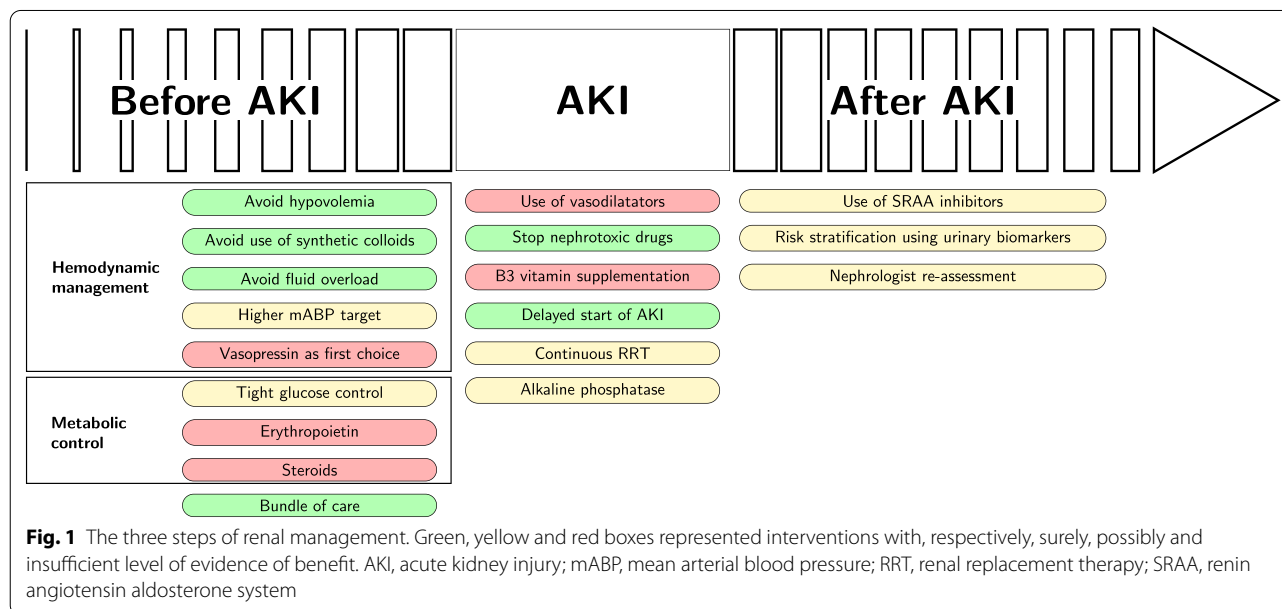 Before AKI
AKI
After AKI
Hemodynamic
management
Avoid hypovolemia
Avoid use of synthetic colloids
Avoid fluid overload
Higher mABP target
Vasopressin as first choice
Metabolic
control
Tight glucose control
Erythropoietin
Steroids
Bundle of care
Use of vasodilatators
Stop nephrotoxic drugs
B3 vitamin supplementation
Delayed start of AKI
Continuous RRT
Alkaline phosphatase
Use of SRAA inhibitors
Risk stratification using urinary biomarkers
Nephrologist re-assessment
Fig. 1 The three steps of renal management. Green, yellow and red boxes represented interventions with, respectively, surely, possibly and
insufficient level of evidence of benefit. AKI, acute kidney injury; mABP, mean arterial blood pressure; RRT, renal replacement therapy; SRAA, renin
angiotensin aldosterone system